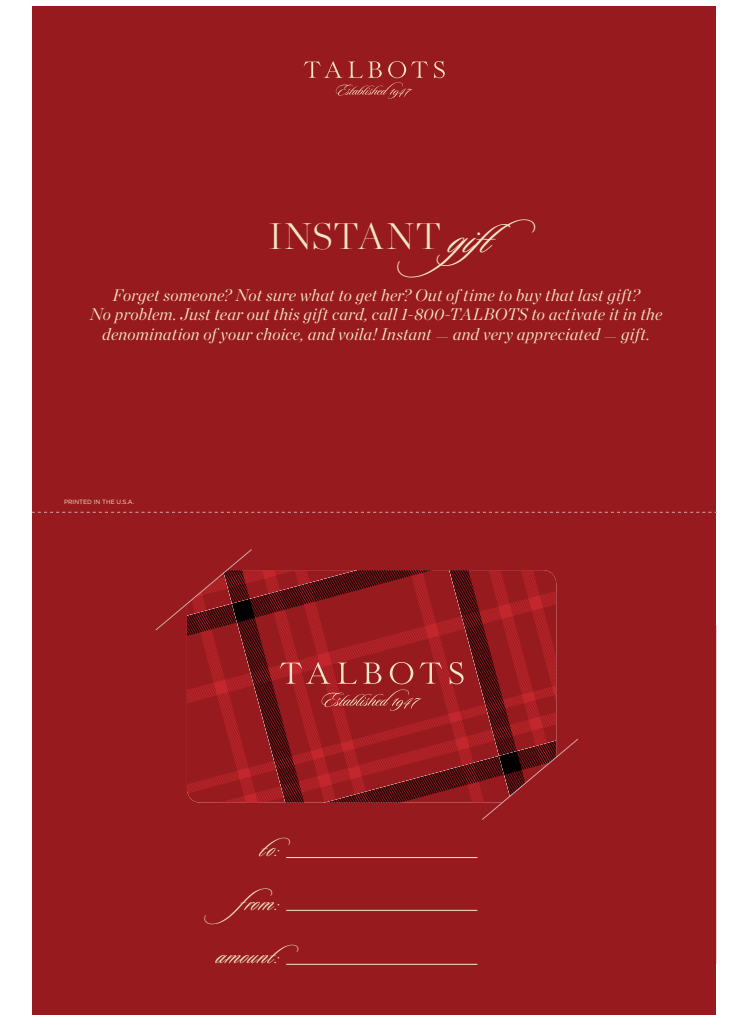 TALBOTS
Established 1947
INSTANT gift
Forget someone? Not sure what to get her? Out of time to buy that last gift?
No problem. Just tear out this gift card, call 1-800-TALBOTS to activate it in the
denomination of your choice, and voila! Instant — and very appreciated — gift.
PRINTED IN THE U.S.A.
TALBOTS
Established 1947
to:
from:
amount: